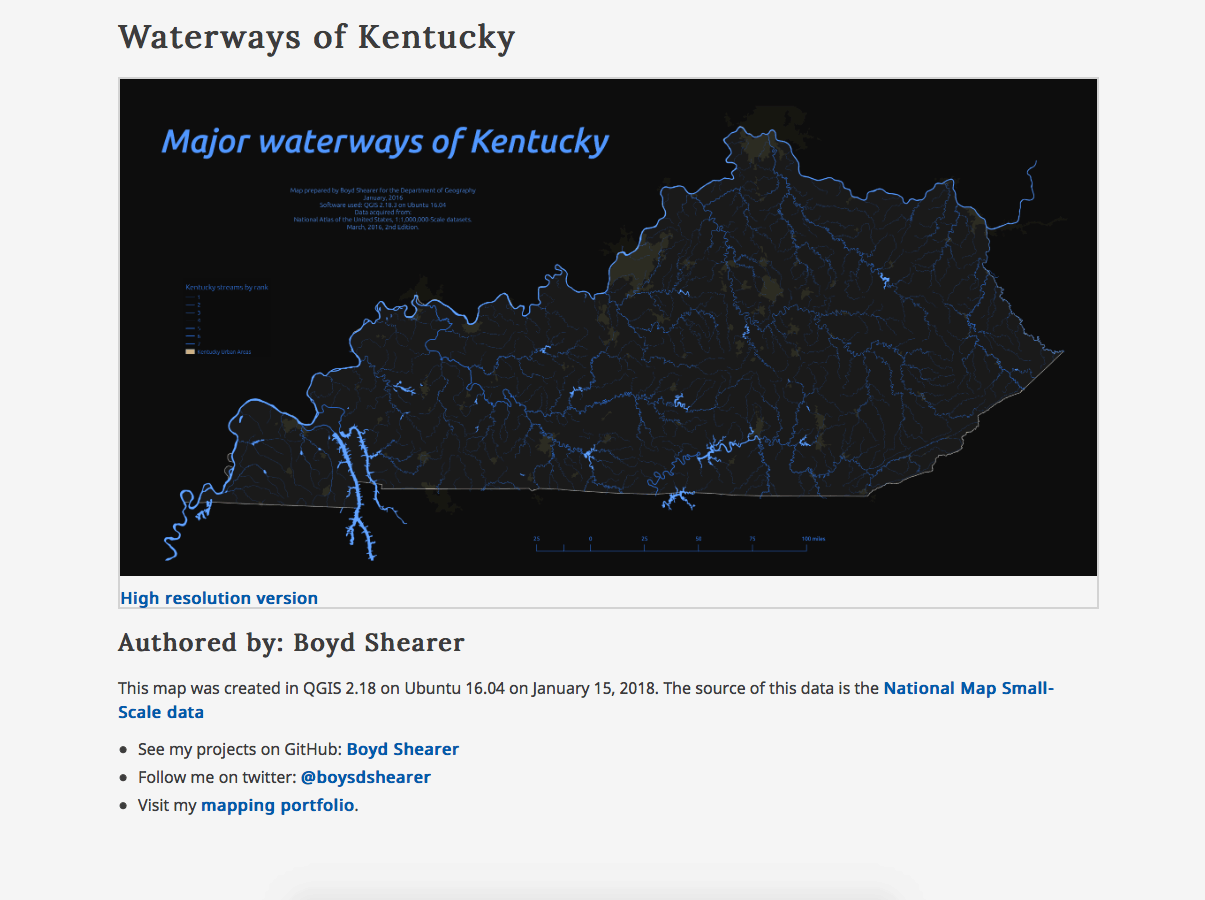 Waterways of Kentucky
Major waterways of Kentucky
Map prepared by Boyd Shearer for the Department of Geography
January, 2016
Software used: QGIS 2.18.3 on Ubuntu 16.04
Data acquired from:
National Atlas of the United States, 1:1,000,000 Scale datasets.
March, 2016, 2nd Edition.
Kentucky streams by rank
1
2
3
4
5
6
7
Kentucky Urban Areas
25 0 25 50 75 100 miles
High resolution version
Authored by: Boyd Shearer
This map was created in QGIS 2.18 on Ubuntu 16.04 on January 15, 2018. The source of this data is the National Map Small-
Scale data
• See my projects on GitHub: Boyd Shearer
• Follow me on twitter: @boysdshearer
• Visit my mapping portfolio.